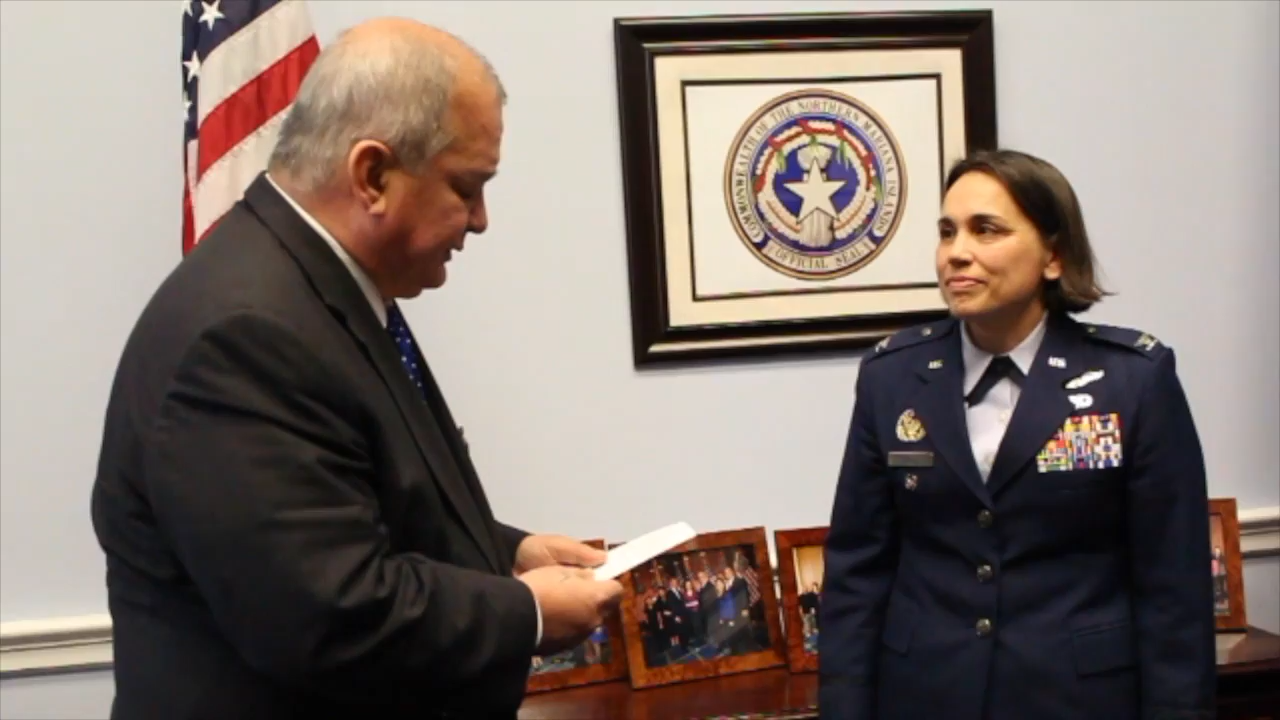 COMMONWEALTH OF THE NORTHERN MARIANA ISLANDS
OFFICIAL SEAL